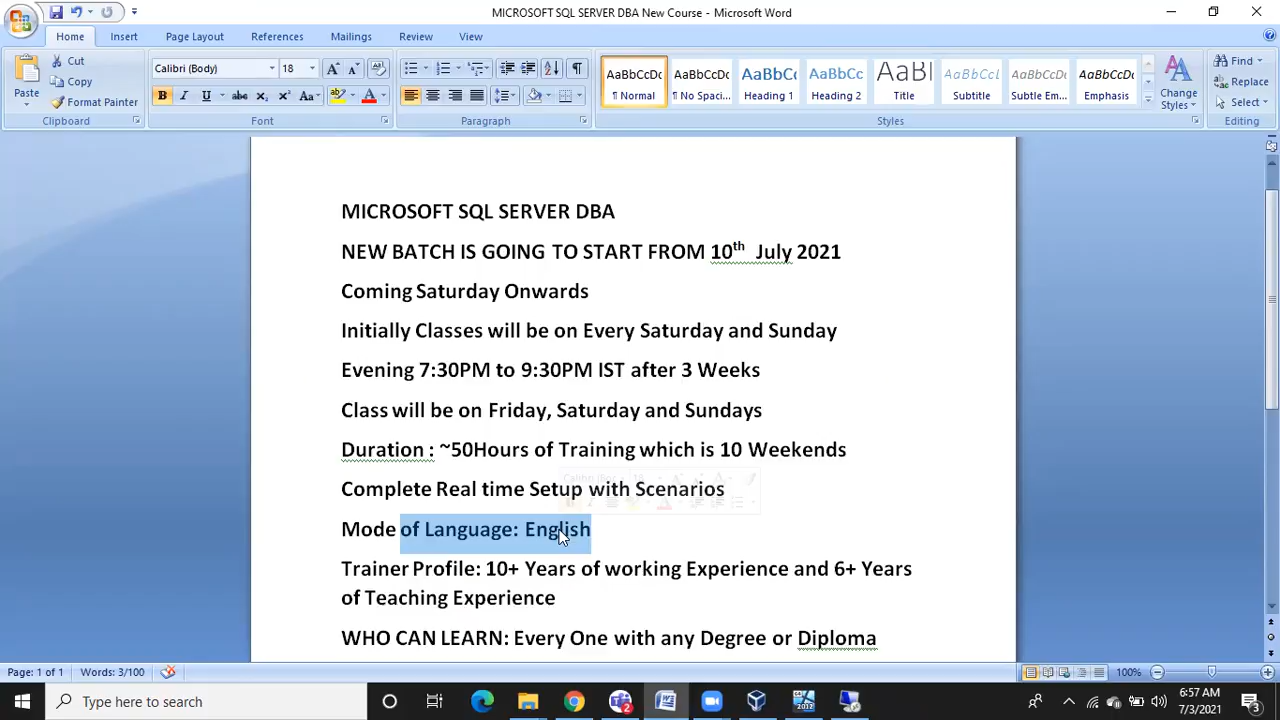 MICROSOFT SQL SERVER DBA New Course - Microsoft Word
Home Insert Page Layout References Mailings Review View
Paste
Cut
Copy
Format Painter
Clipboard
Calibri (Body) 18
B I U abc x₂ x² Aa
Font
Paragraph
AaBbCcDc AaBbCcDc AaBbC AaBbCc AaBl AaBbCcL AaBbCcDc AaBbCcDc
¶ Normal ¶ No Spaci... Heading 1 Heading 2 Title Subtitle Subtle Em... Emphasis
Change Styles
Styles
Find
Replace
Select
Editing
MICROSOFT SQL SERVER DBA
NEW BATCH IS GOING TO START FROM 10th July 2021
Coming Saturday Onwards
Initially Classes will be on Every Saturday and Sunday
Evening 7:30PM to 9:30PM IST after 3 Weeks
Class will be on Friday, Saturday and Sundays
Duration : ~50Hours of Training which is 10 Weekends
Complete Real time Setup with Scenarios
Mode of Language: English
Trainer Profile: 10+ Years of working Experience and 6+ Years
of Teaching Experience
WHO CAN LEARN: Every One with any Degree or Diploma
Page: 1 of 1 Words: 3/100 100%
Type here to search
6:57 AM
7/3/2021